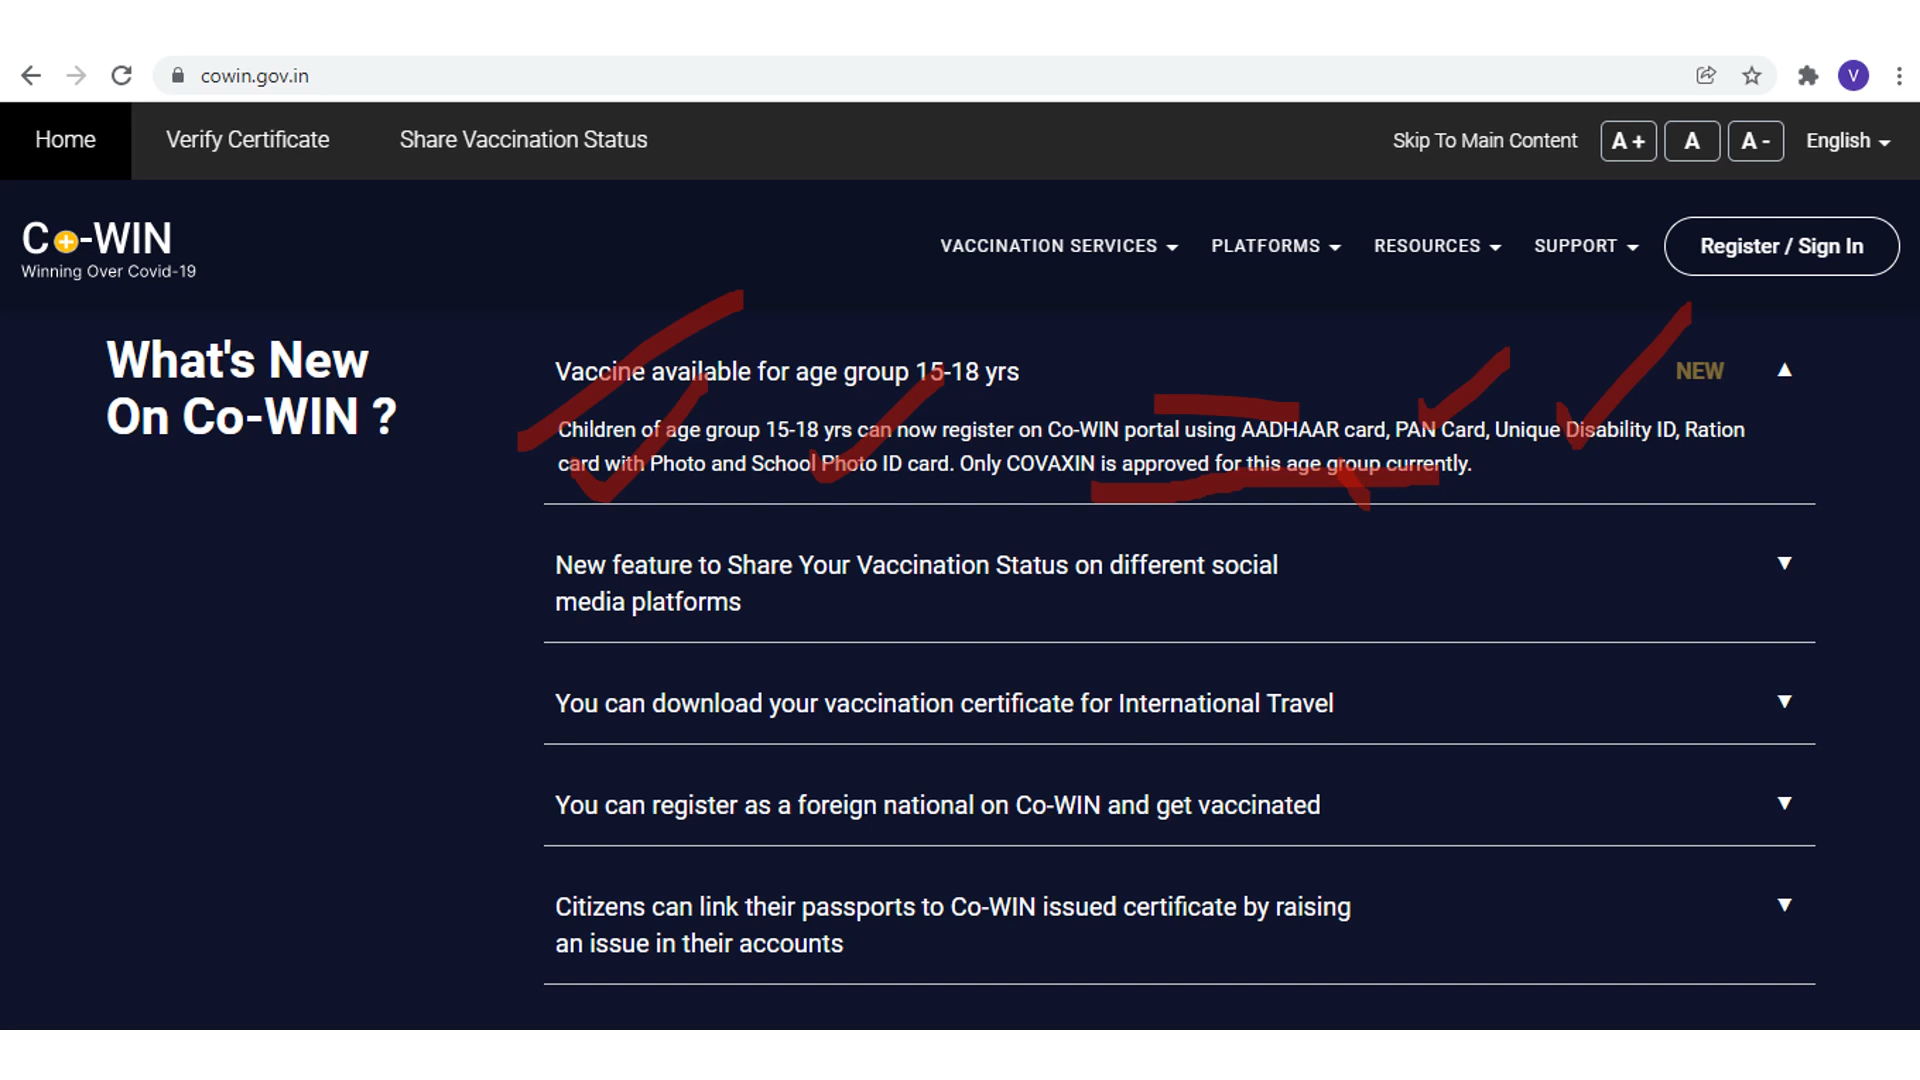 cowin.gov.in
V
Home Verify Certificate Share Vaccination Status Skip To Main Content A+ A A- English
Co-WIN
Winning Over Covid-19
VACCINATION SERVICES PLATFORMS RESOURCES SUPPORT Register / Sign In
What's New
On Co-WIN ?
Vaccine available for age group 15-18 yrs NEW
Children of age group 15-18 yrs can now register on Co-WIN portal using AADHAAR card, PAN Card, Unique Disability ID, Ration
card with Photo and School Photo ID card. Only COVAXIN is approved for this age group currently.
New feature to Share Your Vaccination Status on different social
media platforms
You can download your vaccination certificate for International Travel
You can register as a foreign national on Co-WIN and get vaccinated
Citizens can link their passports to Co-WIN issued certificate by raising
an issue in their accounts